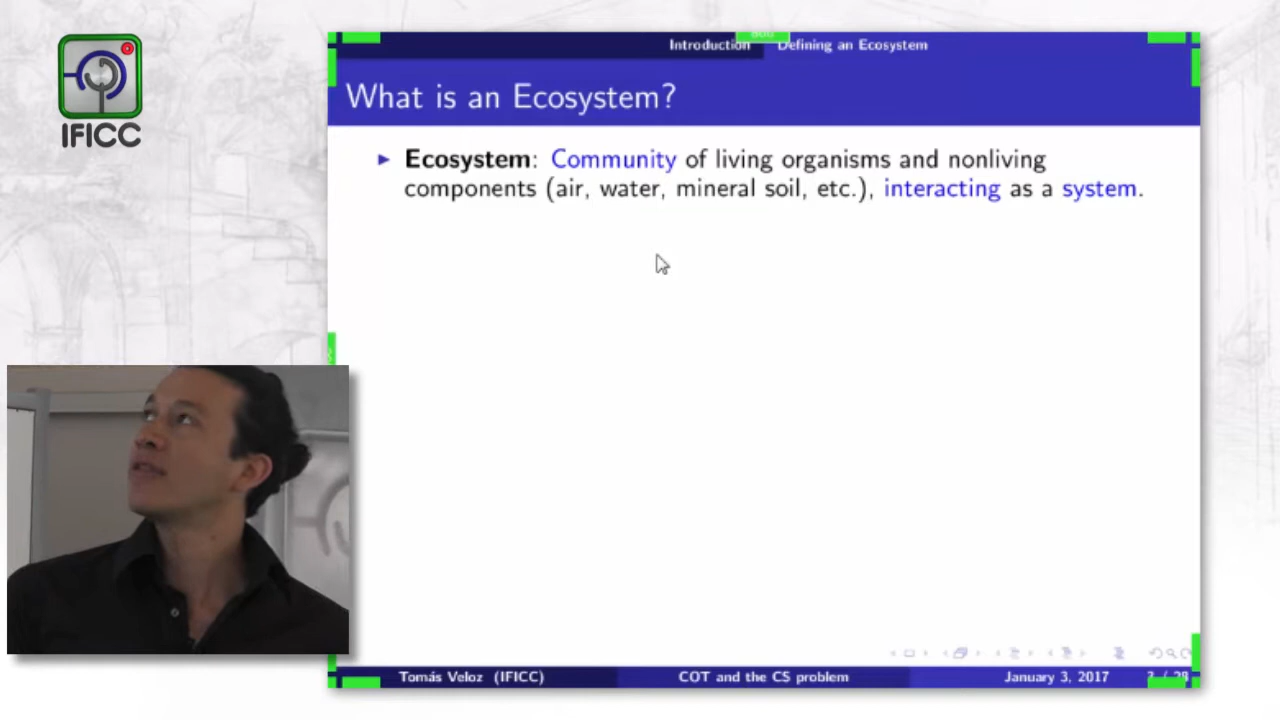 IFICC
Introduction Defining an Ecosystem
What is an Ecosystem?
Ecosystem: Community of living organisms and nonliving
components (air, water, mineral soil, etc.), interacting as a system.
Tomás Veloz (IFICC) COT and the CS problem January 3, 2017